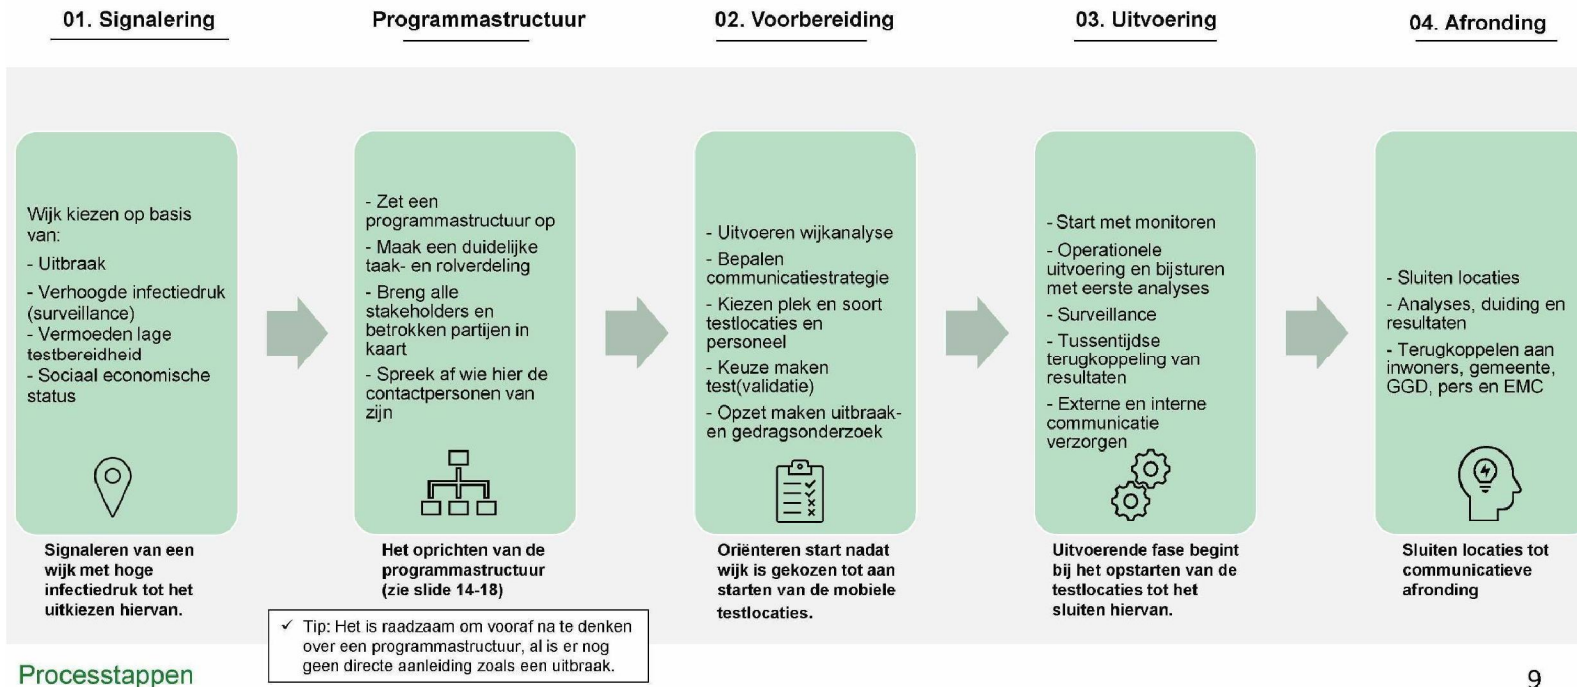 01. Signalering
Programmastructuur
02. Voorbereiding
03. Uitvoering
04. Afronding
Wijk kiezen op basis
van:
- Uitbraak
- Verhoogde infectiedruk
(surveillance)
- Vermoeden lage
testbereidheid
- Sociaal economische
status
Signaleren van een
wijk met hoge
infectiedruk tot het
uitkiezen hiervan.
- Zet een
programmastructuur op
- Maak een duidelijke
taak- en rolverdeling
- Breng alle
stakeholders en
betrokken partijen in
kaart
- Spreek af wie hier de
contactpersonen van
zijn
Het oprichten van de
programmastructuur
(zie slide 14-18)
✓ Tip: Het is raadzaam om vooraf na te denken
over een programmastructuur, al is er nog
geen directe aanleiding zoals een uitbraak.
- Uitvoeren wijkanalyse
- Bepalen
communicatiestrategie
- Kiezen plek en soort
testlocaties en
personeel
- Keuze maken
test(validatie)
- Opzet maken uitbraak-
en gedragsonderzoek
Oriënteren start nadat
wijk is gekozen tot aan
starten van de mobiele
testlocaties.
- Start met monitoren
- Operationele
uitvoering en bijsturen
met eerste analyses
- Surveillance
- Tussentijdse
terugkoppeling van
resultaten
- Externe en interne
communicatie
verzorgen
Uitvoerende fase begint
bij het opstarten van de
testlocaties tot het
sluiten hiervan.
- Sluiten locaties
- Analyses, duiding en
resultaten
- Terugkoppelen aan
inwoners, gemeente,
GGD, pers en EMC
Sluiten locaties tot
communicatieve
afronding
Processtappen
9